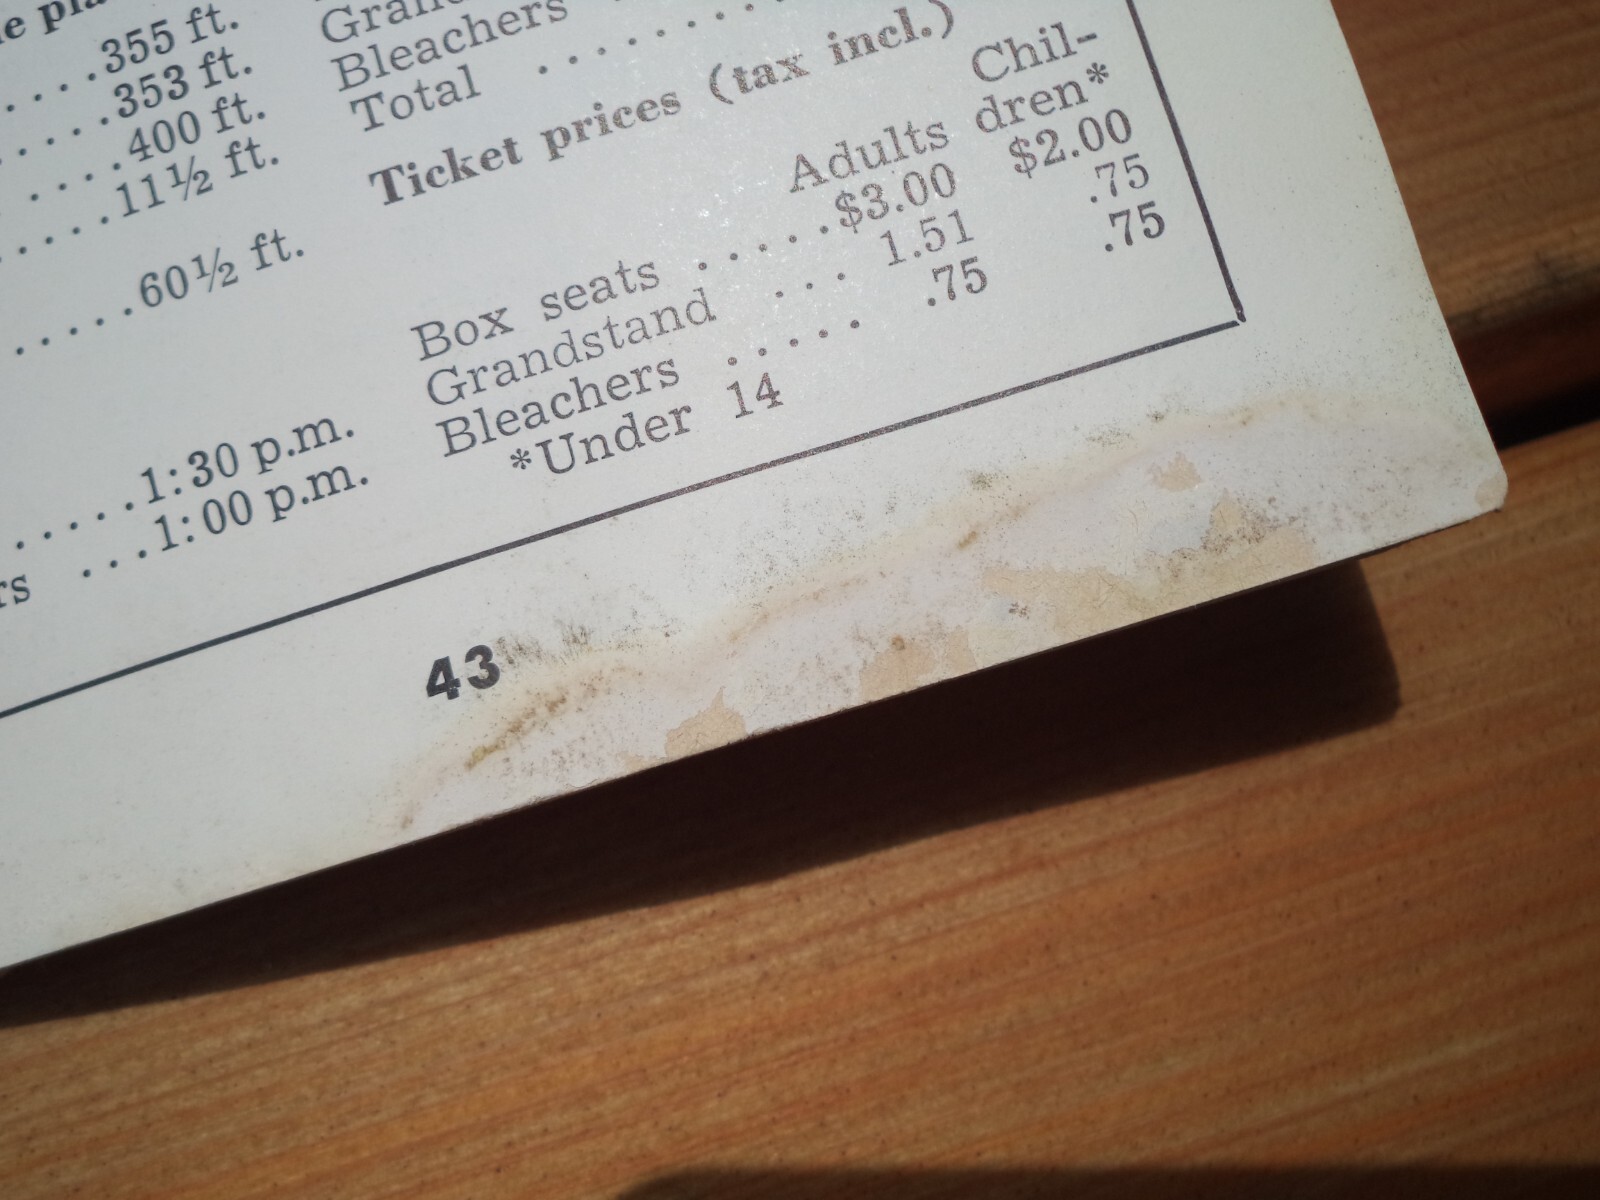 e pla
.....355 ft.
.....353 ft.
.....400 ft.
.....11½ ft.
.....60½ ft.
.....1:30 p.m.
rs ...1:00 p.m.
Bleachers
Total ........
Ticket prices (tax incl.)
Chil-
Adults dren*
Box seats .....$3.00 $2.00
Grandstand ... 1.51 .75
Bleachers ..... .75 .75
*Under 14
43